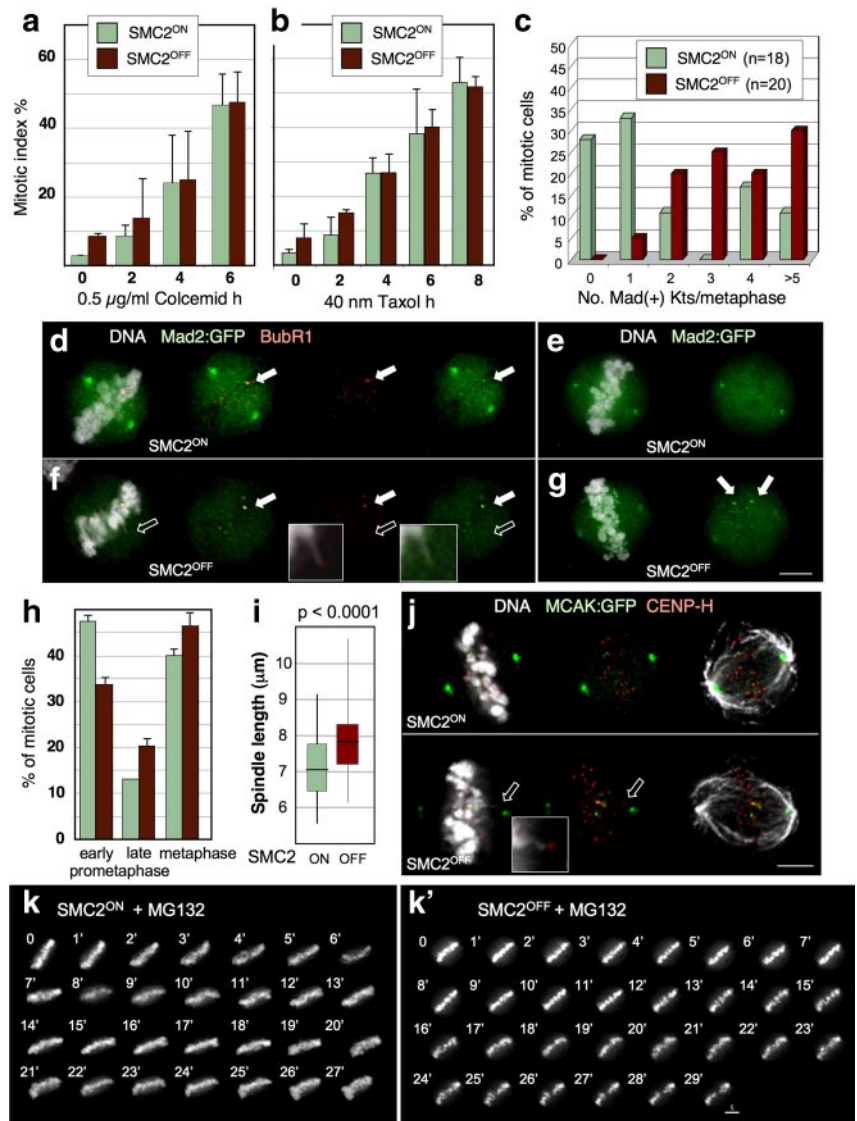 a
SMC2ON
SMC2OFF
Mitotic index %
60
40
20
0 2 4 6
0.5 µg/ml Colcemid h
b
SMC2ON
SMC2OFF
0 2 4 6 8
40 nm Taxol h
c
SMC2ON (n=18)
SMC2OFF (n=20)
% of mitotic cells
50
45
40
35
30
25
20
15
10
5
0
0 1 2 3 4 >5
No. Mad(+) Kts/metaphase
d
DNA Mad2:GFP BubR1
SMC2ON
e
DNA Mad2:GFP
SMC2ON
f
SMC2OFF
g
SMC2OFF
h
% of mitotic cells
40
30
20
10
0
early late metaphase
prometaphase
i
p < 0.0001
Spindle length (µm)
10
9
8
7
6
SMC2 ON OFF
j
DNA MCAK:GFP CENP-H
SMC2ON
SMC2OFF
k
SMC2ON + MG132
0 1' 2' 3' 4' 5' 6'
7' 8' 9' 10' 11' 12' 13'
14' 15' 16' 17' 18' 19' 20'
21' 22' 23' 24' 25' 26' 27'
k'
SMC2OFF + MG132
0 1' 2' 3' 4' 5' 6' 7'
8' 9' 10' 11' 12' 13' 14' 15'
16' 17' 18' 19' 20' 21' 22' 23'
24' 25' 26' 27' 28' 29'